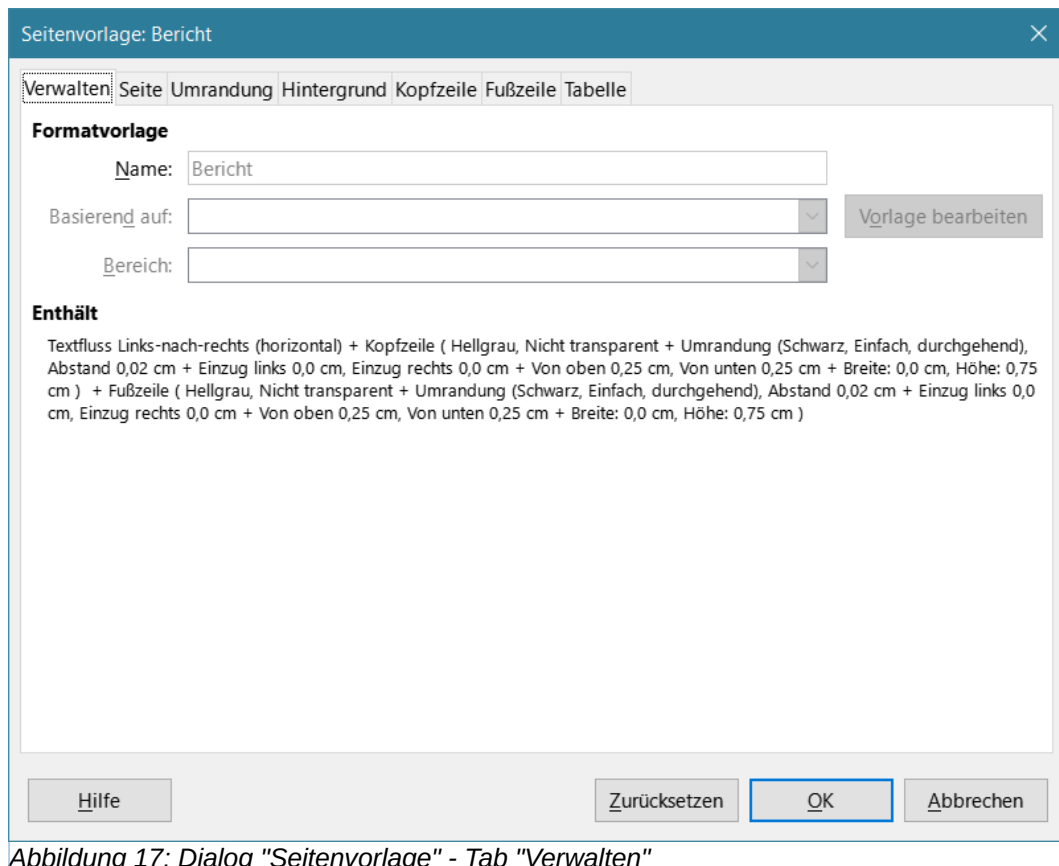 Seitenvorlage: Bericht
Verwalten Seite Umrandung Hintergrund Kopfzeile Fußzeile Tabelle
Formatvorlage
Name: Bericht
Basierend auf: Vorlage bearbeiten
Bereich:
Enthält
Textfluss Links-nach-rechts (horizontal) + Kopfzeile ( Hellgrau, Nicht transparent + Umrandung (Schwarz, Einfach, durchgehend),
Abstand 0,02 cm + Einzug links 0,0 cm, Einzug rechts 0,0 cm + Von oben 0,25 cm, Von unten 0,25 cm + Breite: 0,0 cm, Höhe: 0,75
cm ) + Fußzeile ( Hellgrau, Nicht transparent + Umrandung (Schwarz, Einfach, durchgehend), Abstand 0,02 cm + Einzug links 0,0
cm, Einzug rechts 0,0 cm + Von oben 0,25 cm, Von unten 0,25 cm + Breite: 0,0 cm, Höhe: 0,75 cm )
Hilfe Zurücksetzen OK Abbrechen
Abbildung 17: Dialog "Seitenvorlage" - Tab "Verwalten"